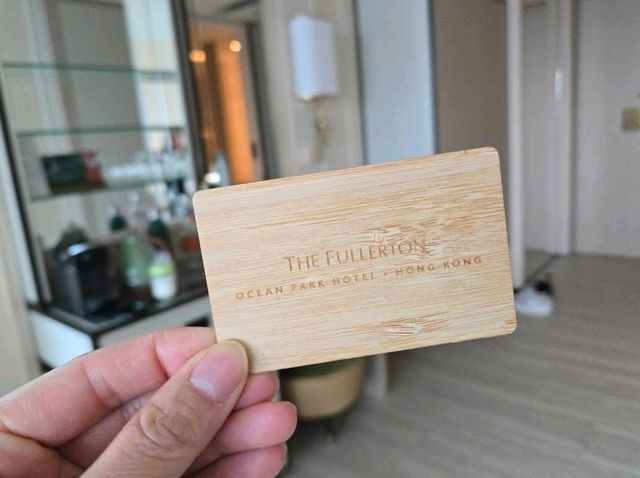 THE FULLERTON
OCEAN PARK HOTEL • HONG KONG